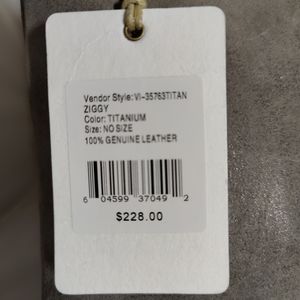 Vendor Style: VI-35763TITAN
ZIGGY
Color: TITANIUM
Size: NO SIZE
100% GENUINE LEATHER
6 04599 37049 2
$228.00